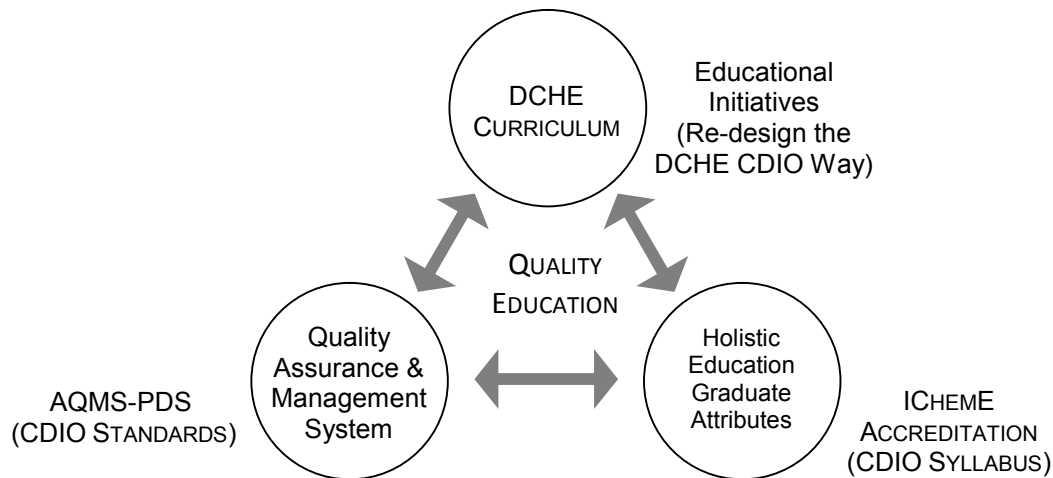 DCHE
CURRICULUM
Educational
Initiatives
(Re-design the
DCHE CDIO Way)
QUALITY
EDUCATION
Quality
Assurance &
Management
System
AQMS-PDS
(CDIO STANDARDS)
Holistic
Education
Graduate
Attributes
ICHEME
ACCREDITATION
(CDIO SYLLABUS)